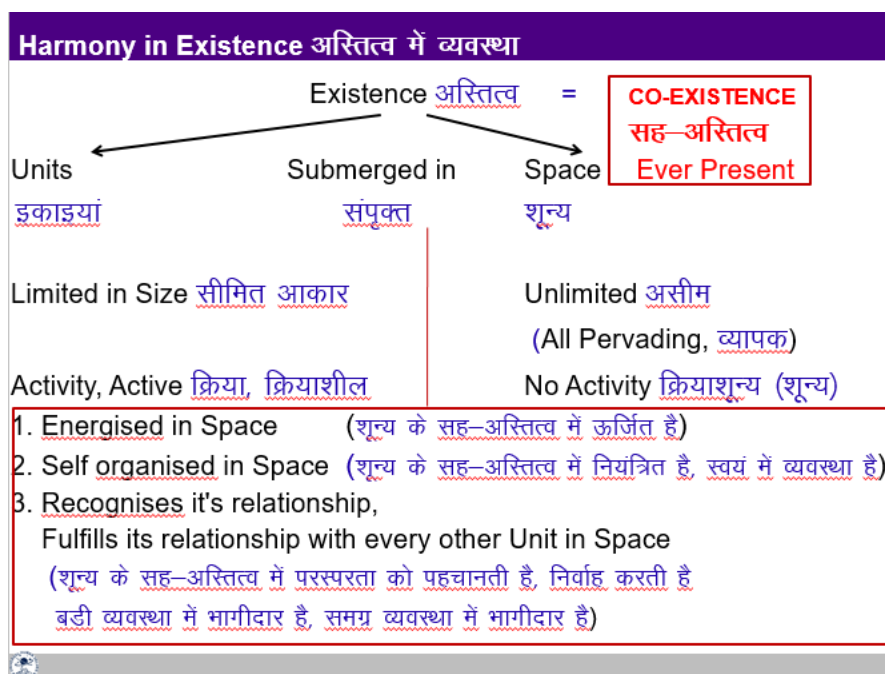 Harmony in Existence अस्तित्व में व्यवस्था
Existence अस्तित्व = CO-EXISTENCE
सह–अस्तित्व
Ever Present
Units Submerged in Space
इकाइयां संपृक्त शून्य
Limited in Size सीमित आकार Unlimited असीम
(All Pervading, व्यापक)
Activity, Active क्रिया, क्रियाशील No Activity क्रियाशून्य (शून्य)
1. Energised in Space (शून्य के सह–अस्तित्व में ऊर्जित है)
2. Self organised in Space (शून्य के सह–अस्तित्व में नियंत्रित है, स्वयं में व्यवस्था है)
3. Recognises it's relationship,
Fulfills its relationship with every other Unit in Space
(शून्य के सह–अस्तित्व में परस्परता को पहचानती है, निर्वाह करती है
बडी व्यवस्था में भागीदार है, समग्र व्यवस्था में भागीदार है)